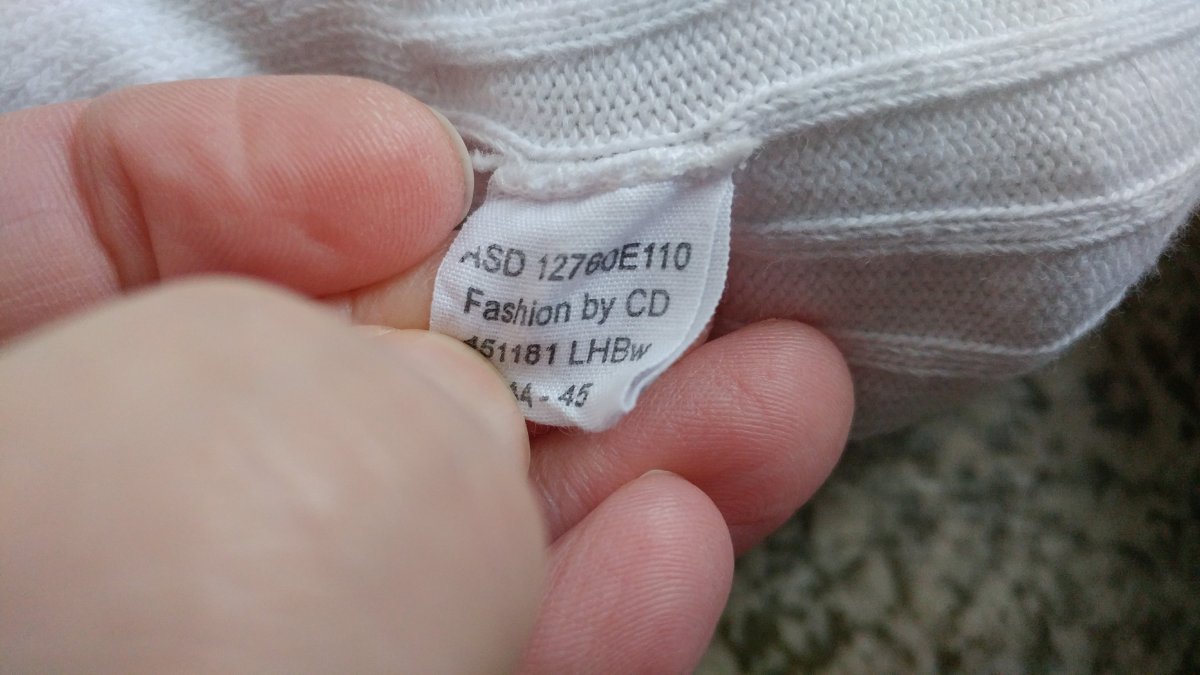 ASD 12760E110
Fashion by CD
LHBw
- 45